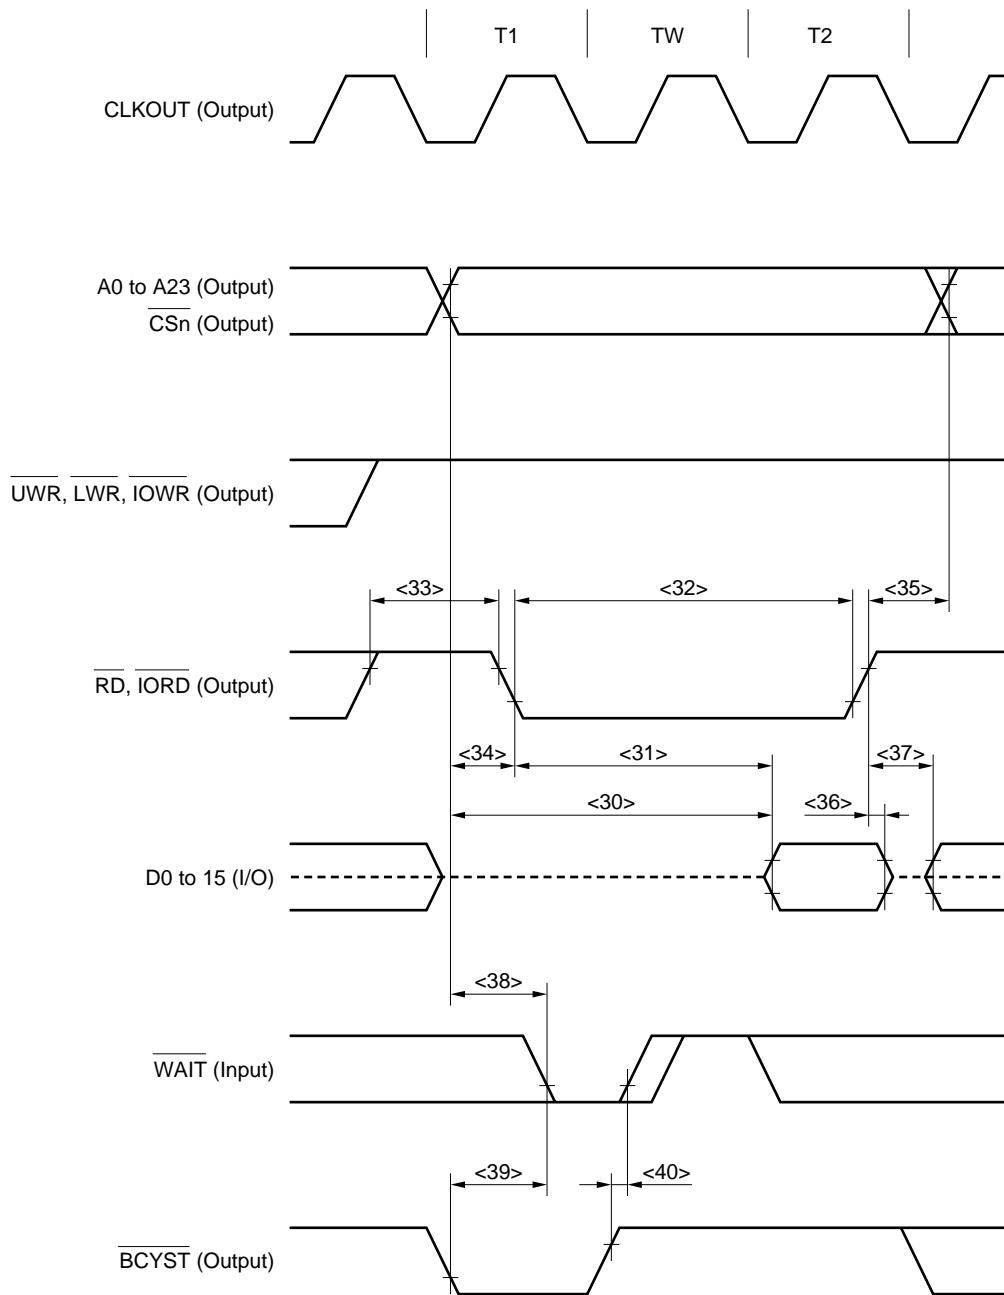 T1 TW T2
CLKOUT (Output)
A0 to A23 (Output)
CSn (Output)
UWR, LWR, IOWR (Output)
<33> <32> <35>
RD, IORD (Output)
<34> <31> <37>
<30> <36>
D0 to 15 (I/O)
<38>
WAIT (Input)
<39> <40>
BCYST (Output)